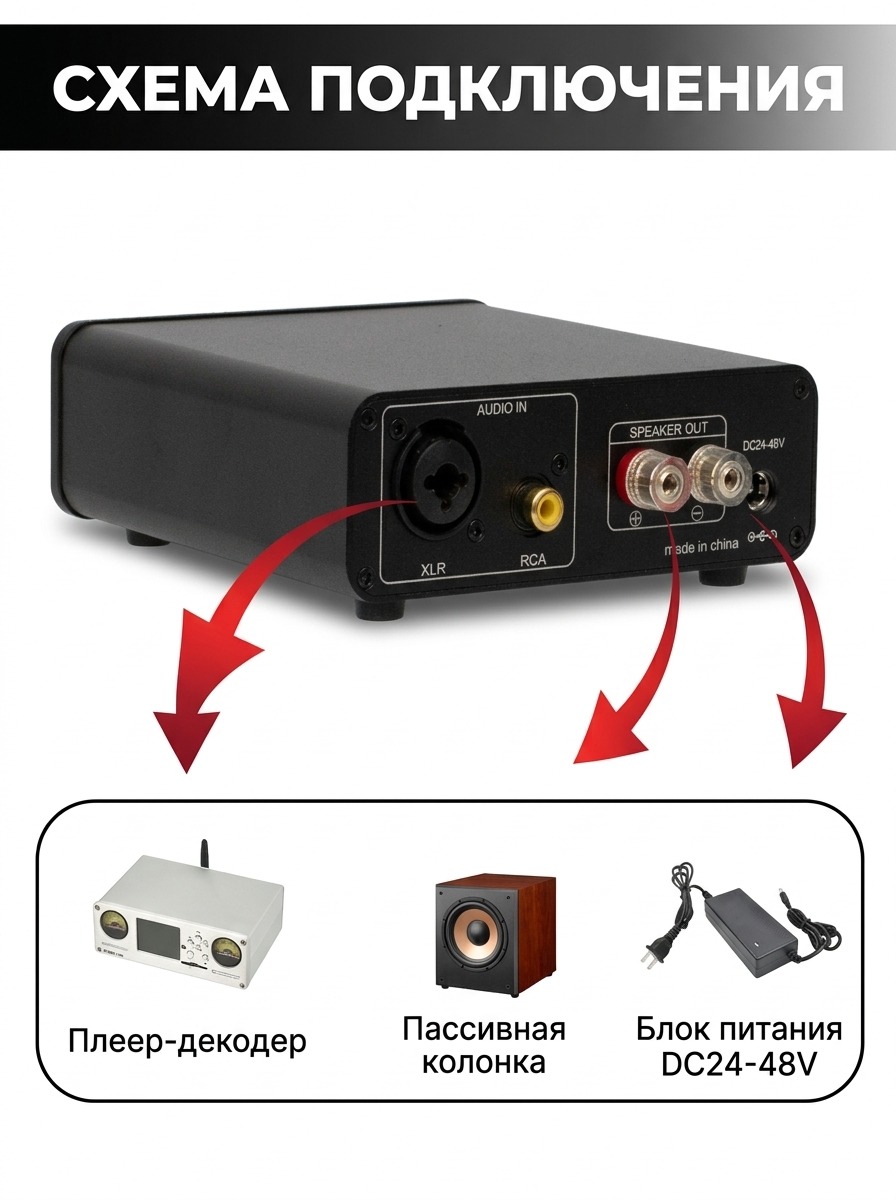 СХЕМА ПОДКЛЮЧЕНИЯ
AUDIO IN
SPEAKER OUT
DC24-48V
XLR
RCA
made in china
Плеер-декодер
Пассивная
колонка
Блок питания
DC24-48V